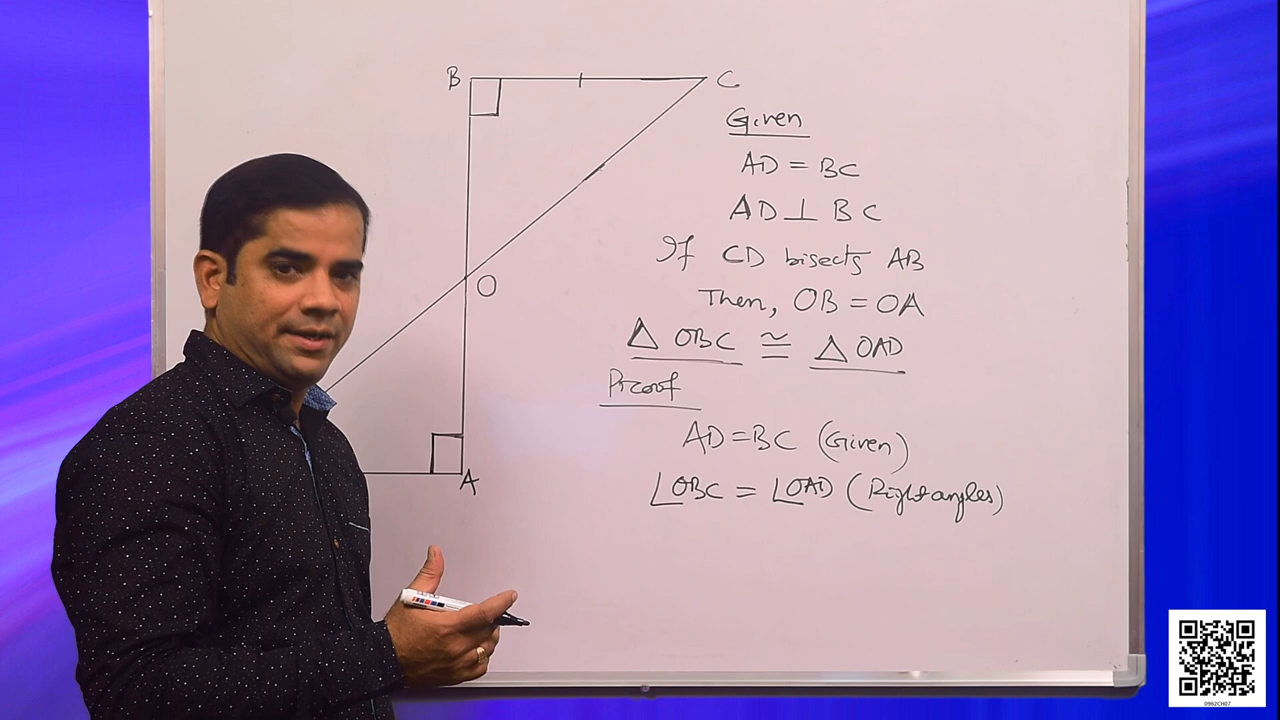 B
C
Given
AD = BC
AD ⊥ BC
If CD bisects AB
O
Then, OB = OA
△ OBC ≅ △ OAD
Proof
AD = BC (Given)
A
∠OBC = ∠OAD (Right angles)
0962CH07